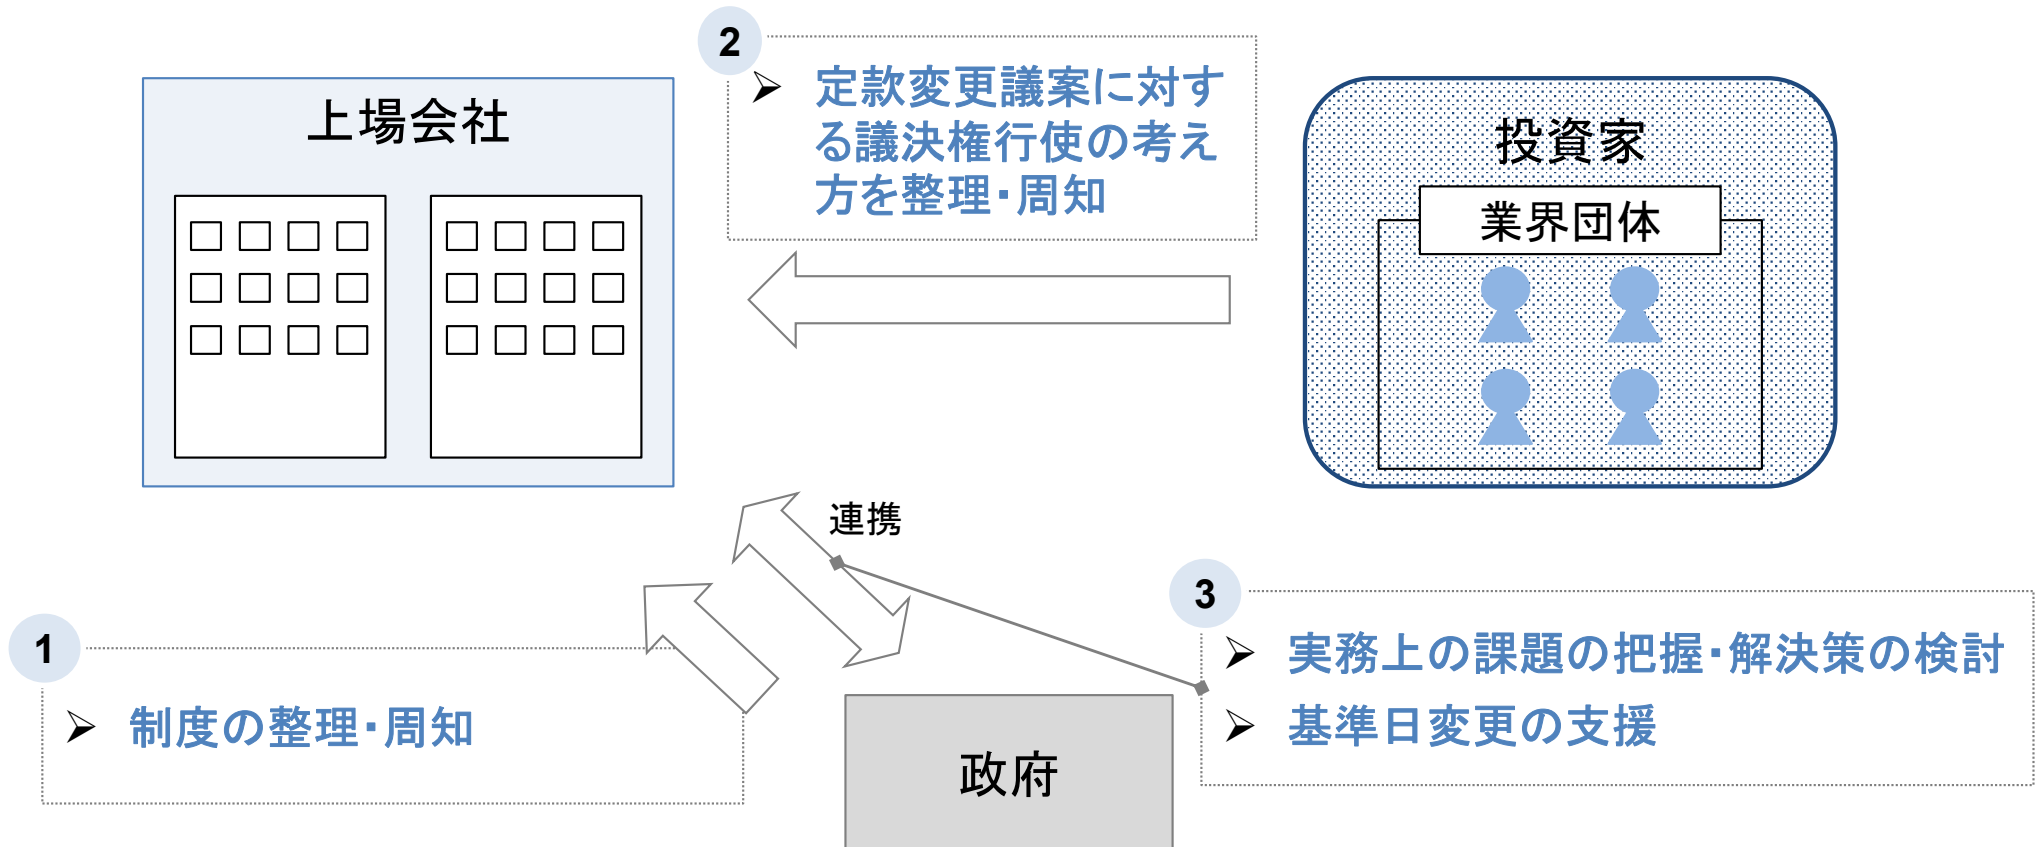 上場会社
2
➢ 定款変更議案に対す
る議決権行使の考え
方を整理・周知
投資家
業界団体
連携
1
➢ 制度の整理・周知
3
➢ 実務上の課題の把握・解決策の検討
➢ 基準日変更の支援
政府